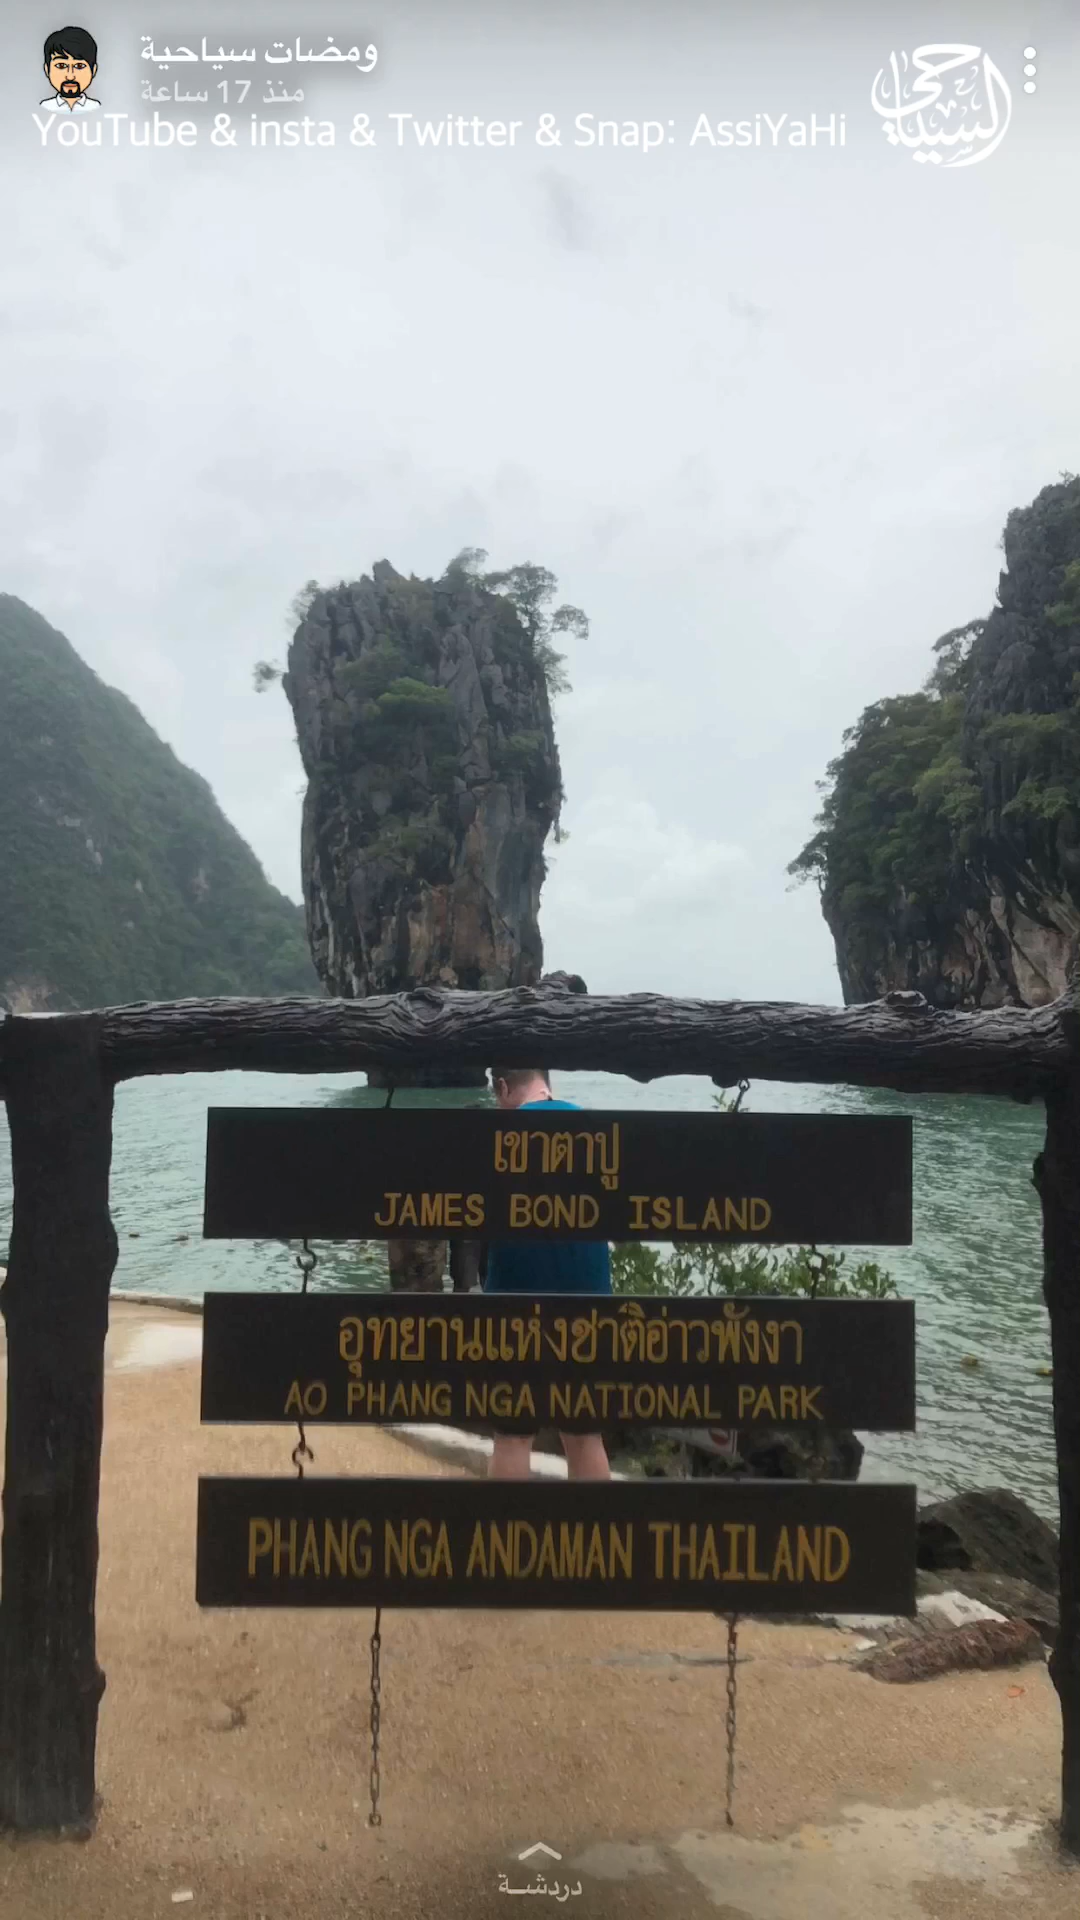 ومضات سياحية
منذ 17 ساعة
YouTube & insta & Twitter & Snap: AssiYaHi
السياحي
เขาตาปู
JAMES BOND ISLAND
อุทยานแห่งชาติอ่าวพังงา
AO PHANG NGA NATIONAL PARK
PHANG NGA ANDAMAN THAILAND
دردشة